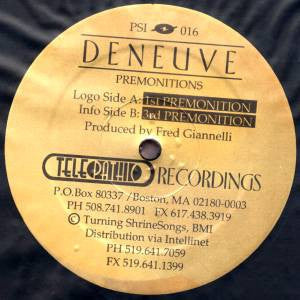 PSI 016
DENEUVE
PREMONITIONS
Logo Side A: 1st PREMONITION
Info Side B: 3rd PREMONITION
Produced by Fred Giannelli
TELEPATHIC RECORDINGS
P.O.Box 80337 / Boston, MA 02180-0003
PH 508.741.8901 FX 617.438.3919
© Turning ShrineSongs, BMI
Distribution via Intellinet
PH 519.641.7059
FX 519.641.1399